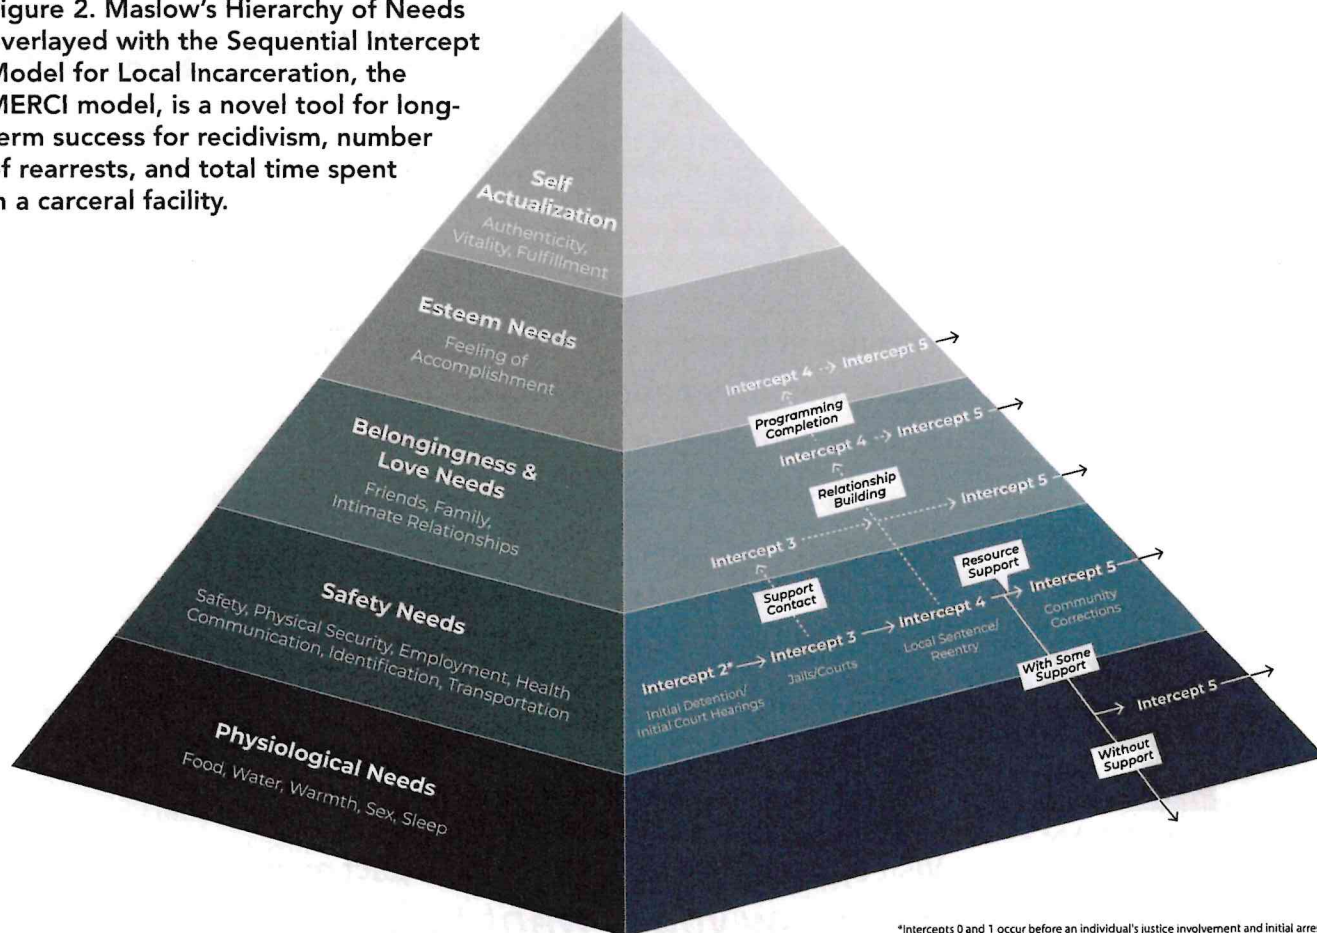 igure 2. Maslow's Hierarchy of Needs
verlayed with the Sequential Intercept
Model for Local Incarceration, the
MERCI model, is a novel tool for long-
erm success for recidivism, number
f rearrests, and total time spent
n a carceral facility.
Self
Actualization
Authenticity,
Vitality, Fulfillment
Esteem Needs
Feeling of
Accomplishment
Belongingness &
Love Needs
Friends, Family,
Intimate Relationships
Safety Needs
Safety, Physical Security, Employment, Health
Communication, Identification, Transportation
Physiological Needs
Food, Water, Warmth, Sex, Sleep
Intercept 4 Intercept 5
Programming
Completion
Intercept 4 Intercept 5
Relationship
Building
Intercept 3 Intercept 5
Support
Contact
Resource
Support
Intercept 2* Intercept 3 Intercept 4 Intercept 5
Initial Detention/
Initial Court Hearings
Jails/Courts
Local Sentence/
Reentry
Community
Corrections
With Some
Support
Intercept 5
Without
Support
*Intercepts 0 and 1 occur before an individual's justice involvement and initial arre